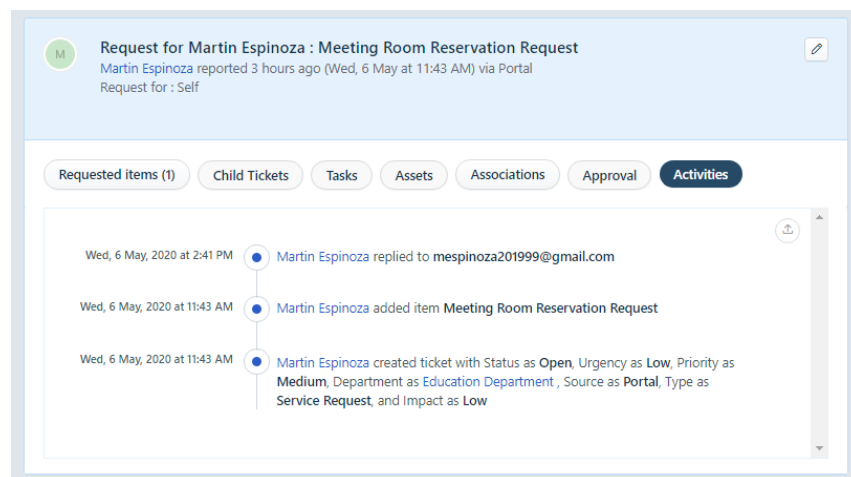 M
Request for Martin Espinoza : Meeting Room Reservation Request
Martin Espinoza reported 3 hours ago (Wed, 6 May at 11:43 AM) via Portal
Request for : Self
Requested items (1) Child Tickets Tasks Assets Associations Approval Activities
Wed, 6 May, 2020 at 2:41 PM Martin Espinoza replied to mespinoza201999@gmail.com
Wed, 6 May, 2020 at 11:43 AM Martin Espinoza added item Meeting Room Reservation Request
Wed, 6 May, 2020 at 11:43 AM Martin Espinoza created ticket with Status as Open, Urgency as Low, Priority as
Medium, Department as Education Department , Source as Portal, Type as
Service Request, and Impact as Low